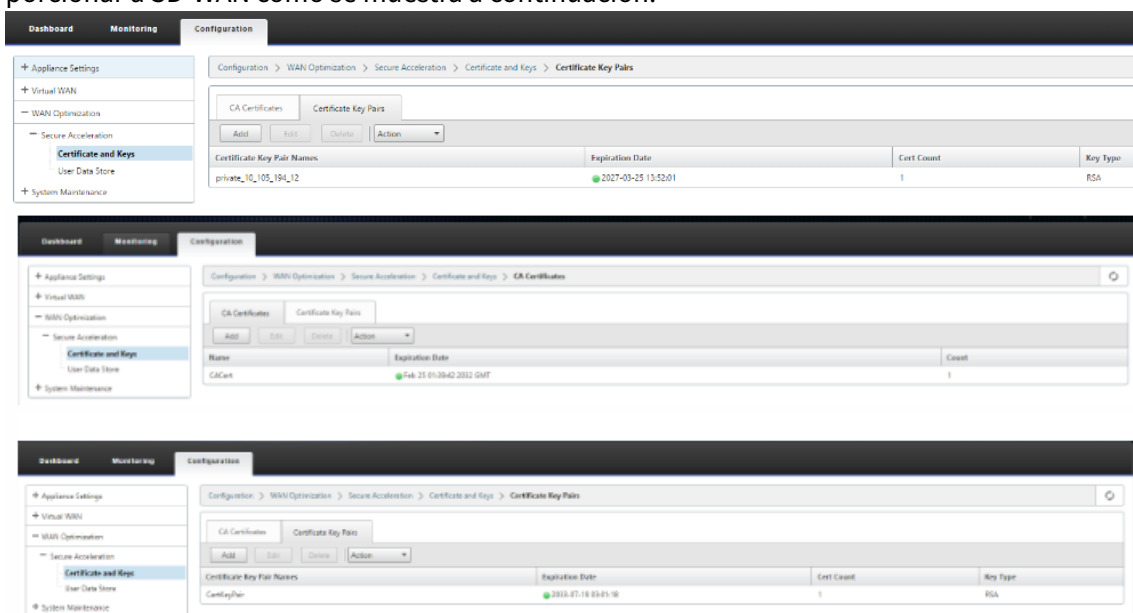 porcionar a SD-WAN como se muestra a continuación:
Dashboard Monitoring Configuration
+ Appliance Settings
+ Virtual WAN
− WAN Optimization
− Secure Acceleration
Certificate and Keys
User Data Store
+ System Maintenance
Configuration > WAN Optimization > Secure Acceleration > Certificate and Keys > Certificate Key Pairs
CA Certificates Certificate Key Pairs
Add Edit Delete Action
Certificate Key Pair Names Expiration Date Cert Count Key Type
private_10_105_194_12 2027-03-25 13:52:01 1 RSA
Dashboard Monitoring Configuration
+ Appliance Settings
+ Virtual WAN
− WAN Optimization
− Secure Acceleration
Certificate and Keys
User Data Store
+ System Maintenance
Configuration > WAN Optimization > Secure Acceleration > Certificate and Keys > CA Certificates
CA Certificates Certificate Key Pairs
Add Edit Delete Action
Name Expiration Date Count
CACert Feb 25 2032 GMT 1
Dashboard Monitoring Configuration
+ Appliance Settings
+ Virtual WAN
− WAN Optimization
− Secure Acceleration
Certificate and Keys
User Data Store
+ System Maintenance
Configuration > WAN Optimization > Secure Acceleration > Certificate and Keys > Certificate Key Pairs
CA Certificates Certificate Key Pairs
Add Edit Delete Action
Certificate Key Pair Names Expiration Date Cert Count Key Type
CertKeyPair 1 RSA